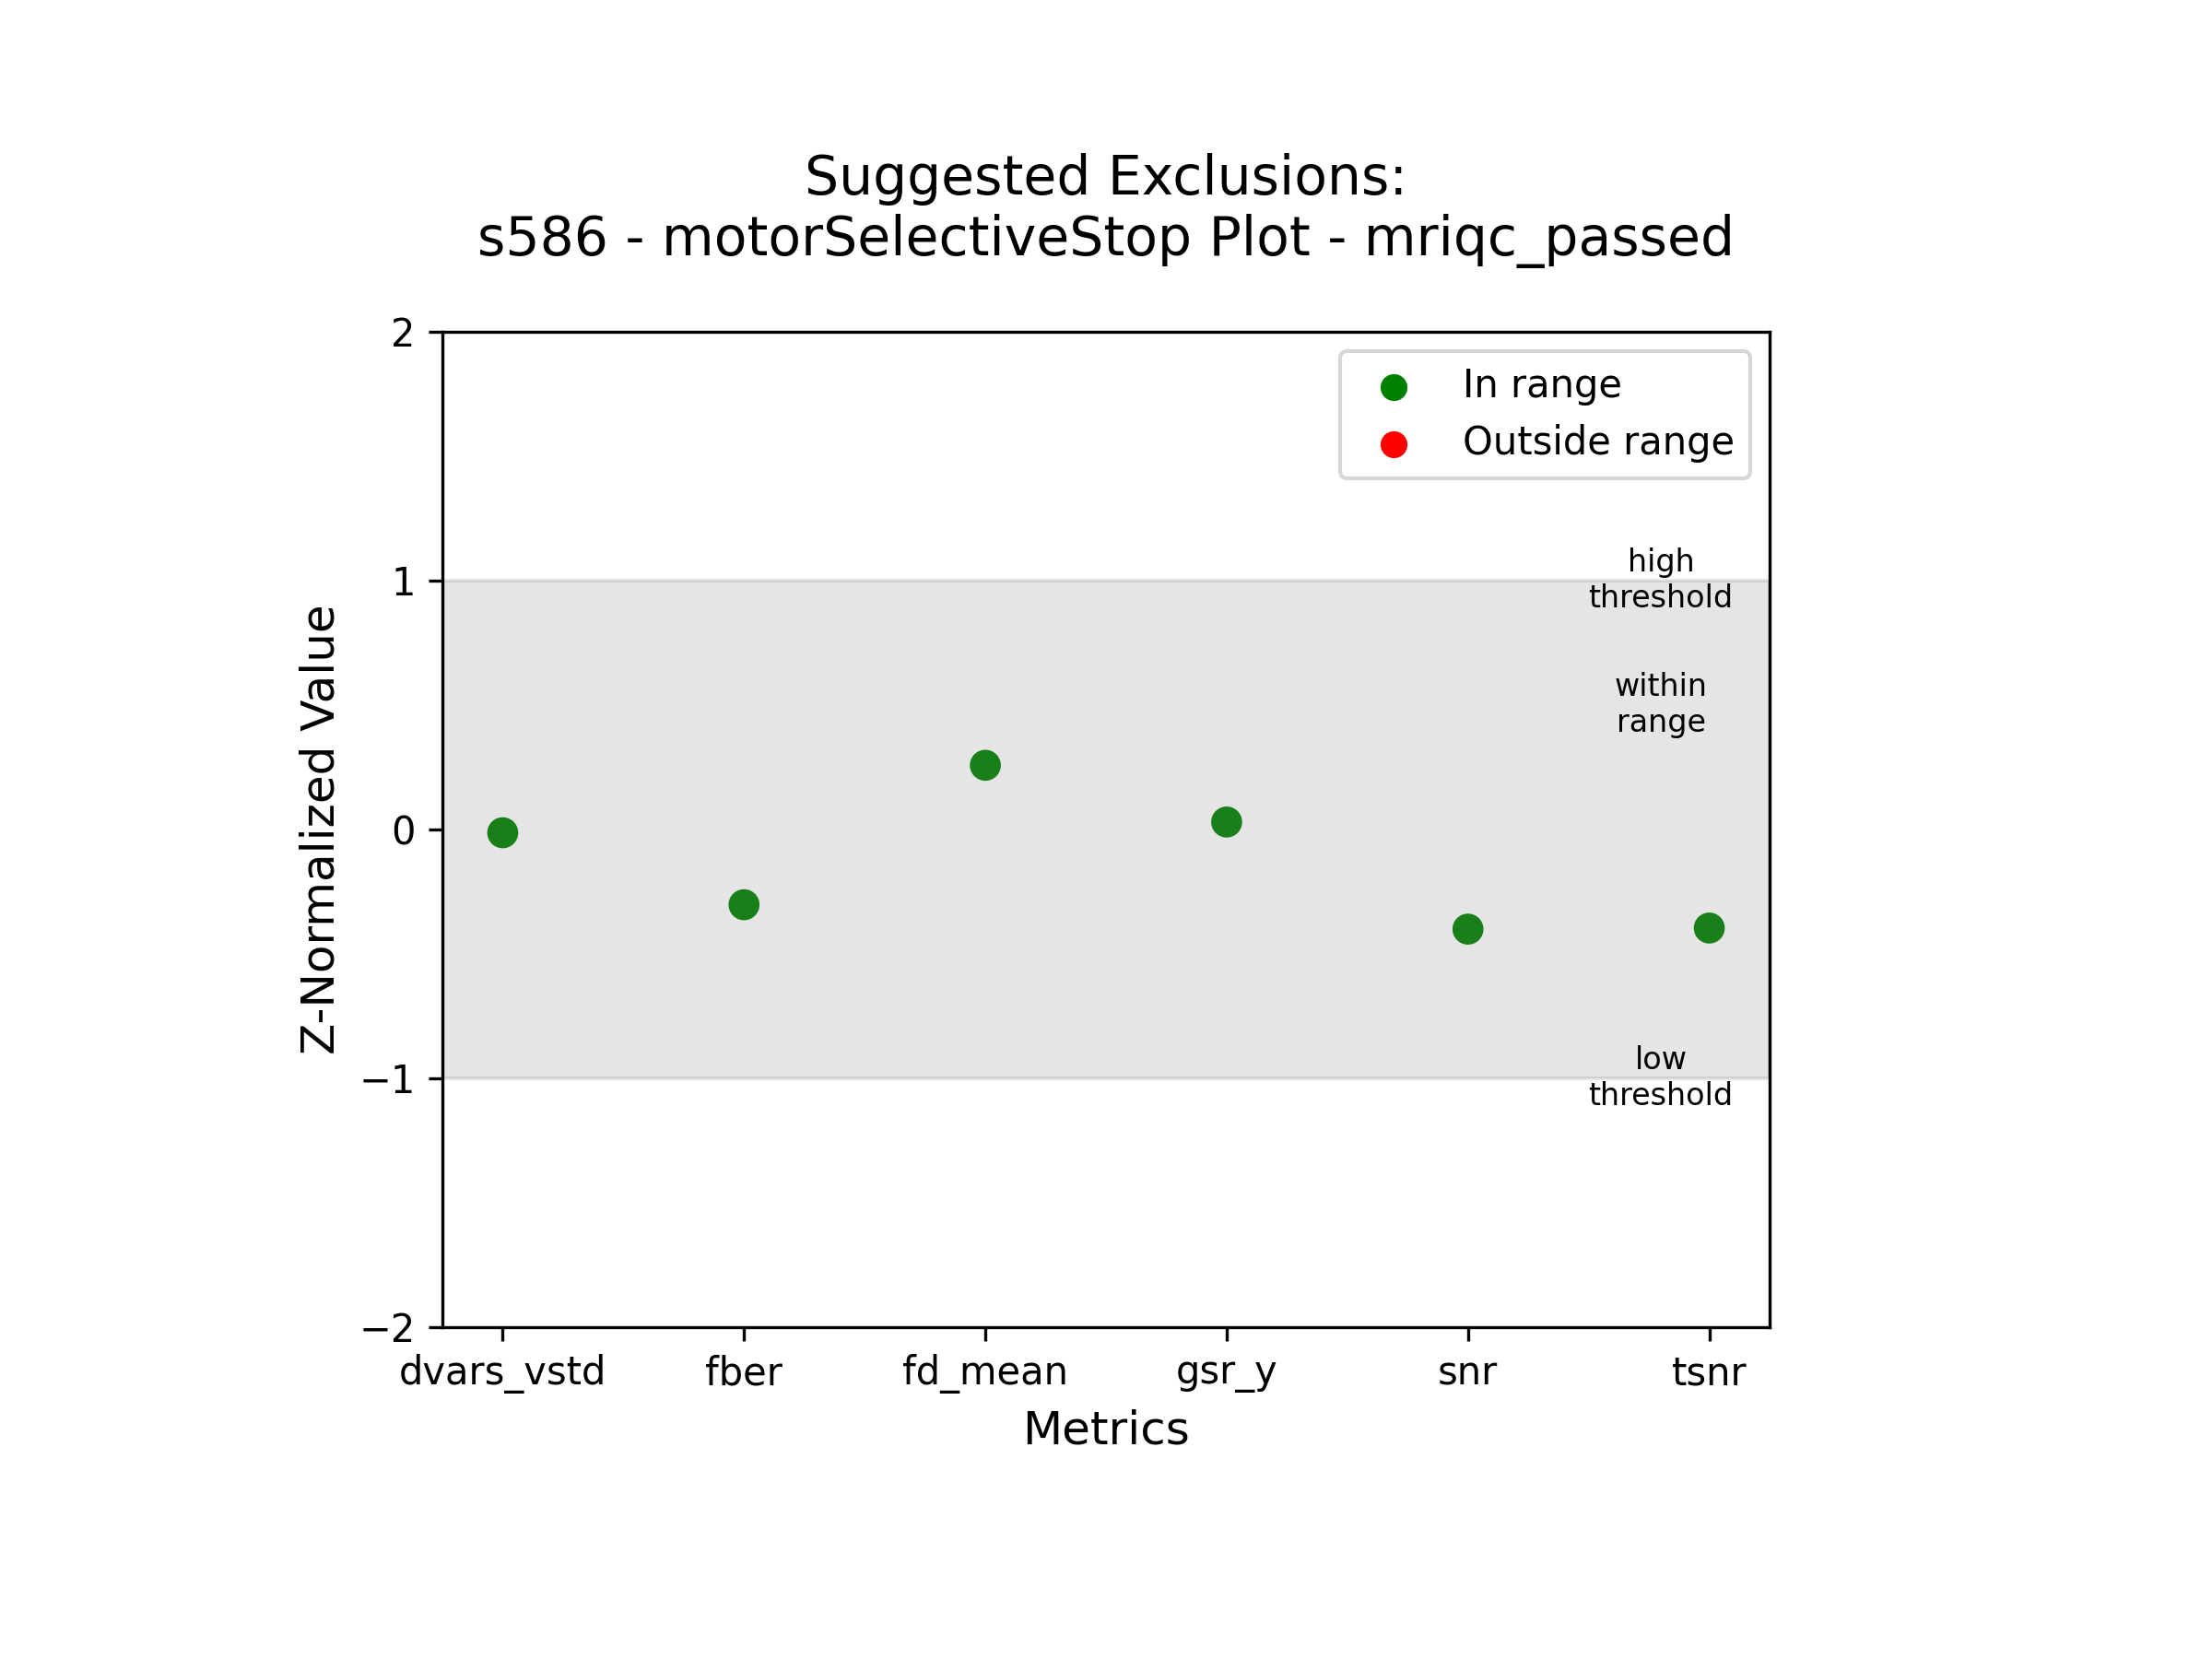 Suggested Exclusions:
s586 - motorSelectiveStop Plot - mriqc_passed
2
In range
Outside range
high
threshold
1
within
range
Z-Normalized Value
0
low
threshold
−1
−2
dvars_vstd fber fd_mean gsr_y snr tsnr
Metrics